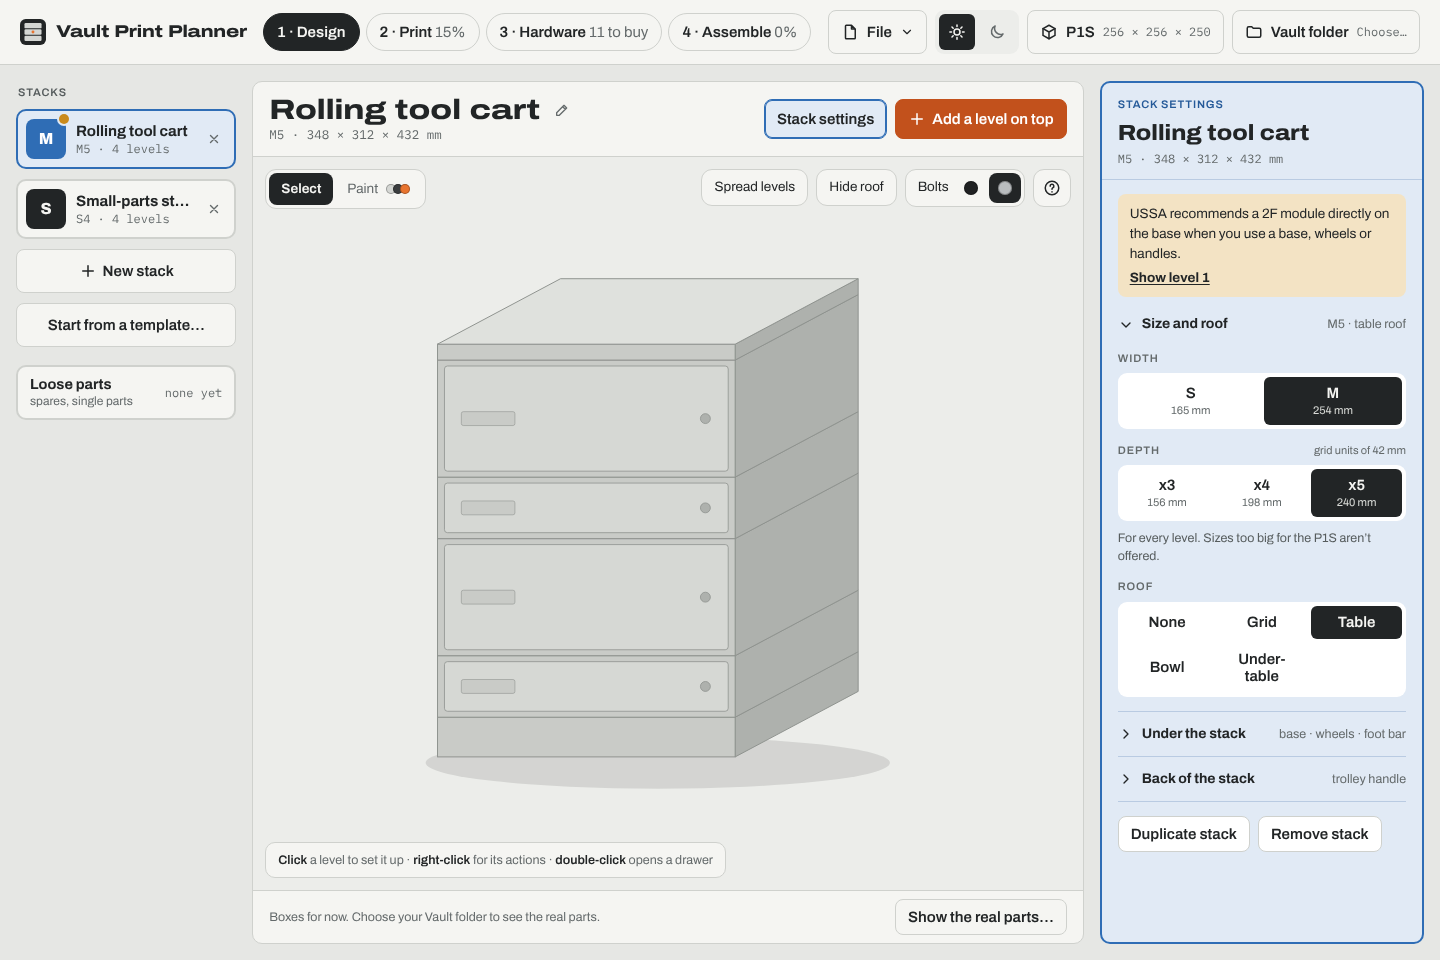 Vault Print Planner
1 · Design
2 · Print 15%
3 · Hardware 11 to buy
4 · Assemble 0%
File
P1S 256 × 256 × 250
Vault folder Choose…
STACKS
M
Rolling tool cart
M5 · 4 levels
S
Small-parts st…
S4 · 4 levels
New stack
Start from a template…
Loose parts
spares, single parts
none yet
Rolling tool cart
M5 · 348 × 312 × 432 mm
Stack settings
Add a level on top
Select
Paint
Spread levels
Hide roof
Bolts
Click a level to set it up · right-click for its actions · double-click opens a drawer
Boxes for now. Choose your Vault folder to see the real parts.
Show the real parts…
STACK SETTINGS
Rolling tool cart
M5 · 348 × 312 × 432 mm
USSA recommends a 2F module directly on
the base when you use a base, wheels or
handles.
Show level 1
Size and roof
M5 · table roof
WIDTH
S
165 mm
M
254 mm
DEPTH
grid units of 42 mm
x3
156 mm
x4
198 mm
x5
240 mm
For every level. Sizes too big for the P1S aren't
offered.
ROOF
None
Grid
Table
Bowl
Under-
table
Under the stack
base · wheels · foot bar
Back of the stack
trolley handle
Duplicate stack
Remove stack